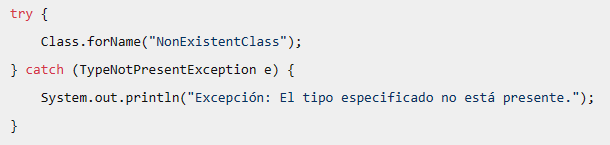 try {
    Class.forName("NonExistentClass");
} catch (TypeNotPresentException e) {
    System.out.println("Excepción: El tipo especificado no está presente.");
}